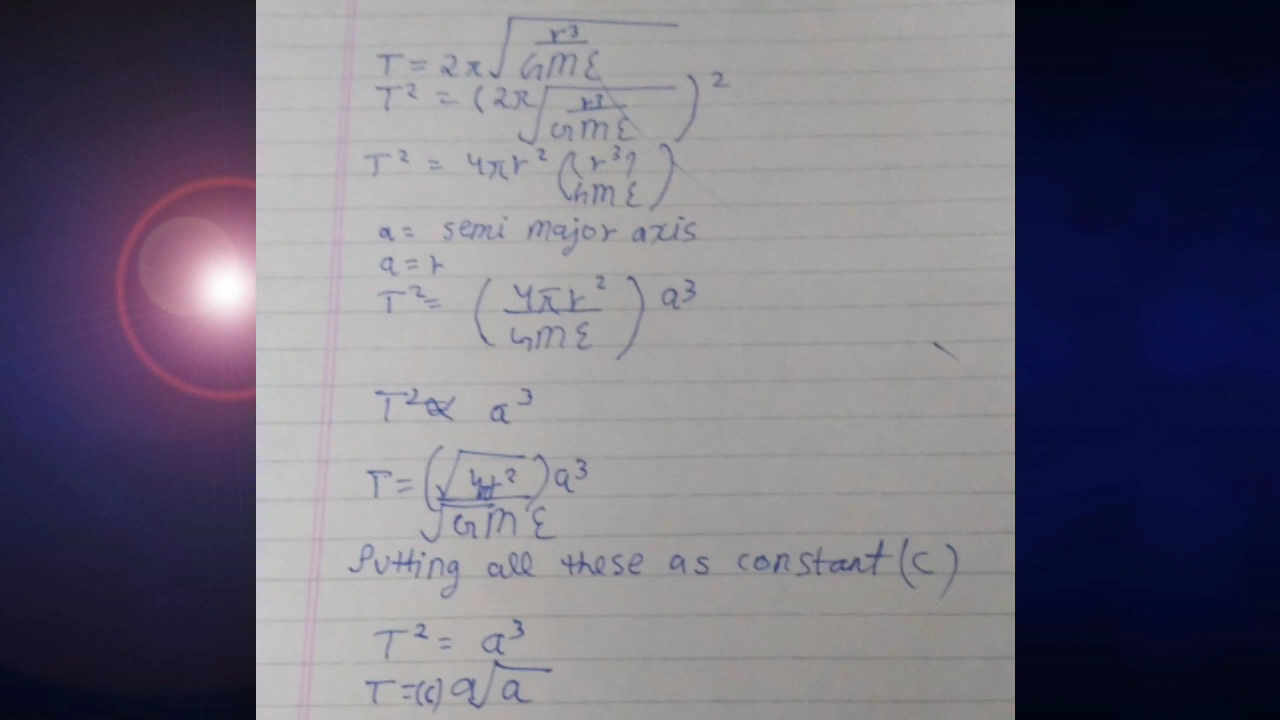 T = 2π√(r³/GMε)
T² = (2π√(r³/GMε))²
T² = 4πr² (r³/GMε)
a = semi major axis
a = r
T² = (4πr²/GMε) a³
T² ∝ a³
T = (√4π²/√GMε) a³
Putting all these as constant (C)
T² = a³
T = (C) a√a